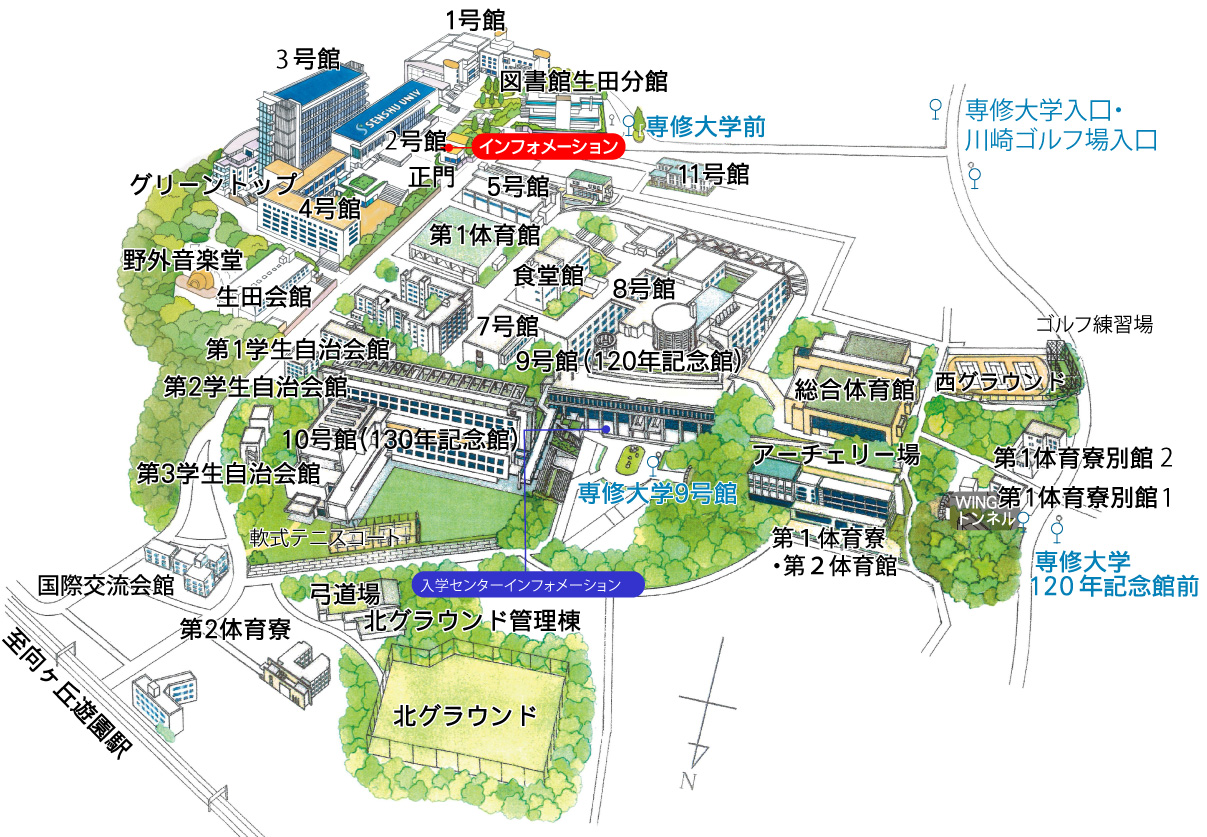 1号館
3号館
図書館生田分館
専修大学入口・
川崎ゴルフ場入口
SENSHU UNIV
専修大学前
2号館
インフォメーション
正門
11号館
5号館
グリーントップ
4号館
第1体育館
野外音楽堂
食堂館
生田会館
8号館
7号館
ゴルフ練習場
第1学生自治会館
9号館(120年記念館)
第2学生自治会館
総合体育館
西グラウンド
10号館(130年記念館)
アーチェリー場
第1体育寮別館2
第3学生自治会館
専修大学9号館
WING
トンネル
第1体育寮別館1
軟式テニスコート
第1体育寮
・第2体育館
専修大学
120年記念館前
国際交流会館
入学センターインフォメーション
弓道場
北グラウンド管理棟
第2体育寮
至向ヶ丘遊園駅
北グラウンド
N